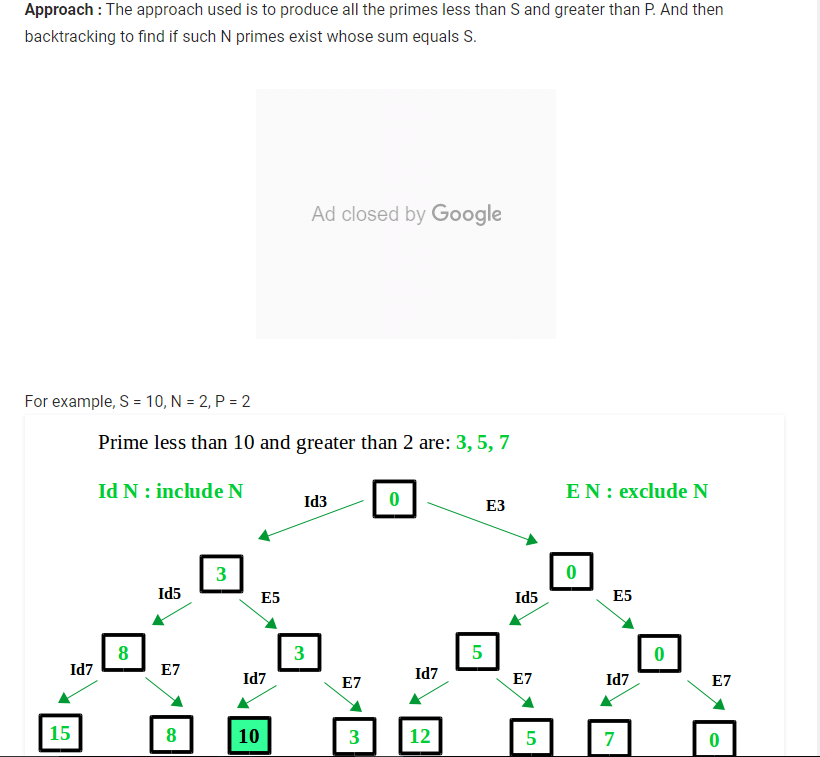 Approach : The approach used is to produce all the primes less than S and greater than P. And then
backtracking to find if such N primes exist whose sum equals S.
Ad closed by Google
For example, S = 10, N = 2, P = 2
Prime less than 10 and greater than 2 are: 3, 5, 7
Id N : include N
Id3
0
E3
E N : exclude N
3
0
Id5
E5
Id5
E5
8
3
5
0
Id7
E7
Id7
E7
Id7
E7
Id7
E7
15
8
10
3
12
5
7
0